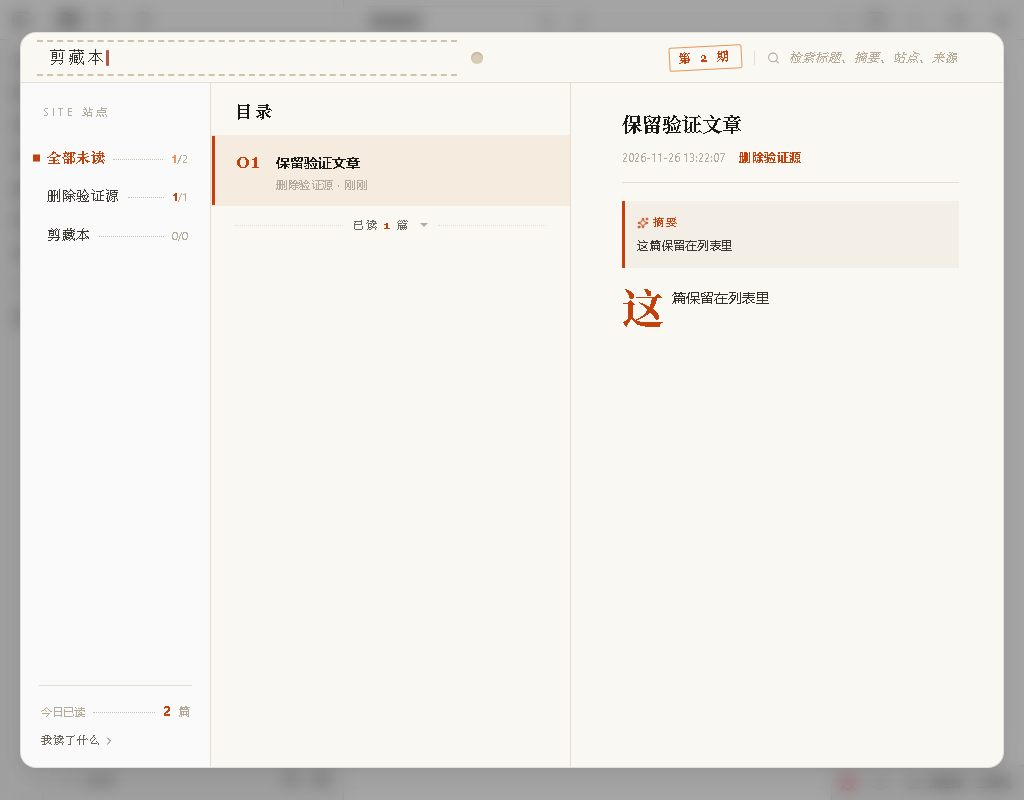 剪藏本
第 2 期
检索标题、摘要、站点、来源
SITE 站点
全部未读 1/2
删除验证源 1/1
剪藏本 0/0
今日已读 2 篇
我读了什么
目录
01 保留验证文章
删除验证源 · 刚刚
已读 1 篇
保留验证文章
2026-11-26 13:22:07 删除验证源
摘要
这篇保留在列表里
这篇保留在列表里